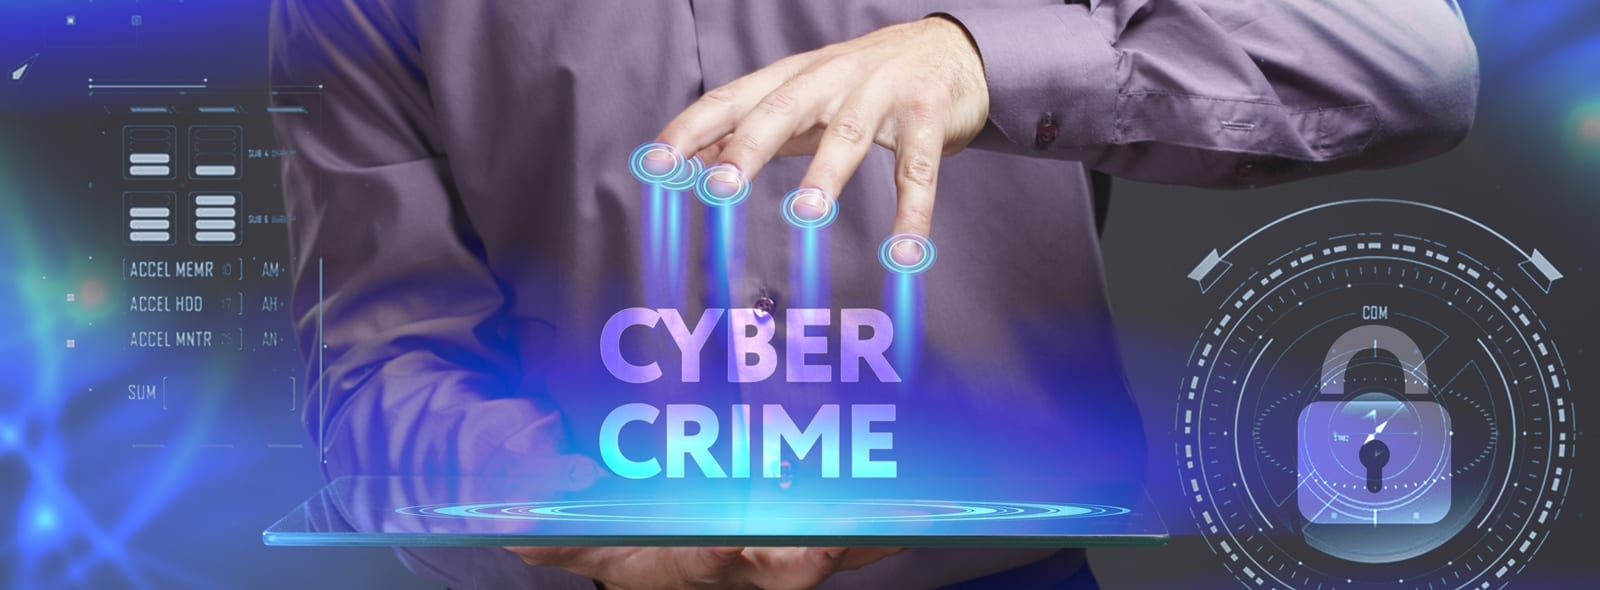 ACCEL MEMR
AM
ACCEL HDD
AH
ACCEL MNTR
AN
SUM
CYBER
CRIME
COM